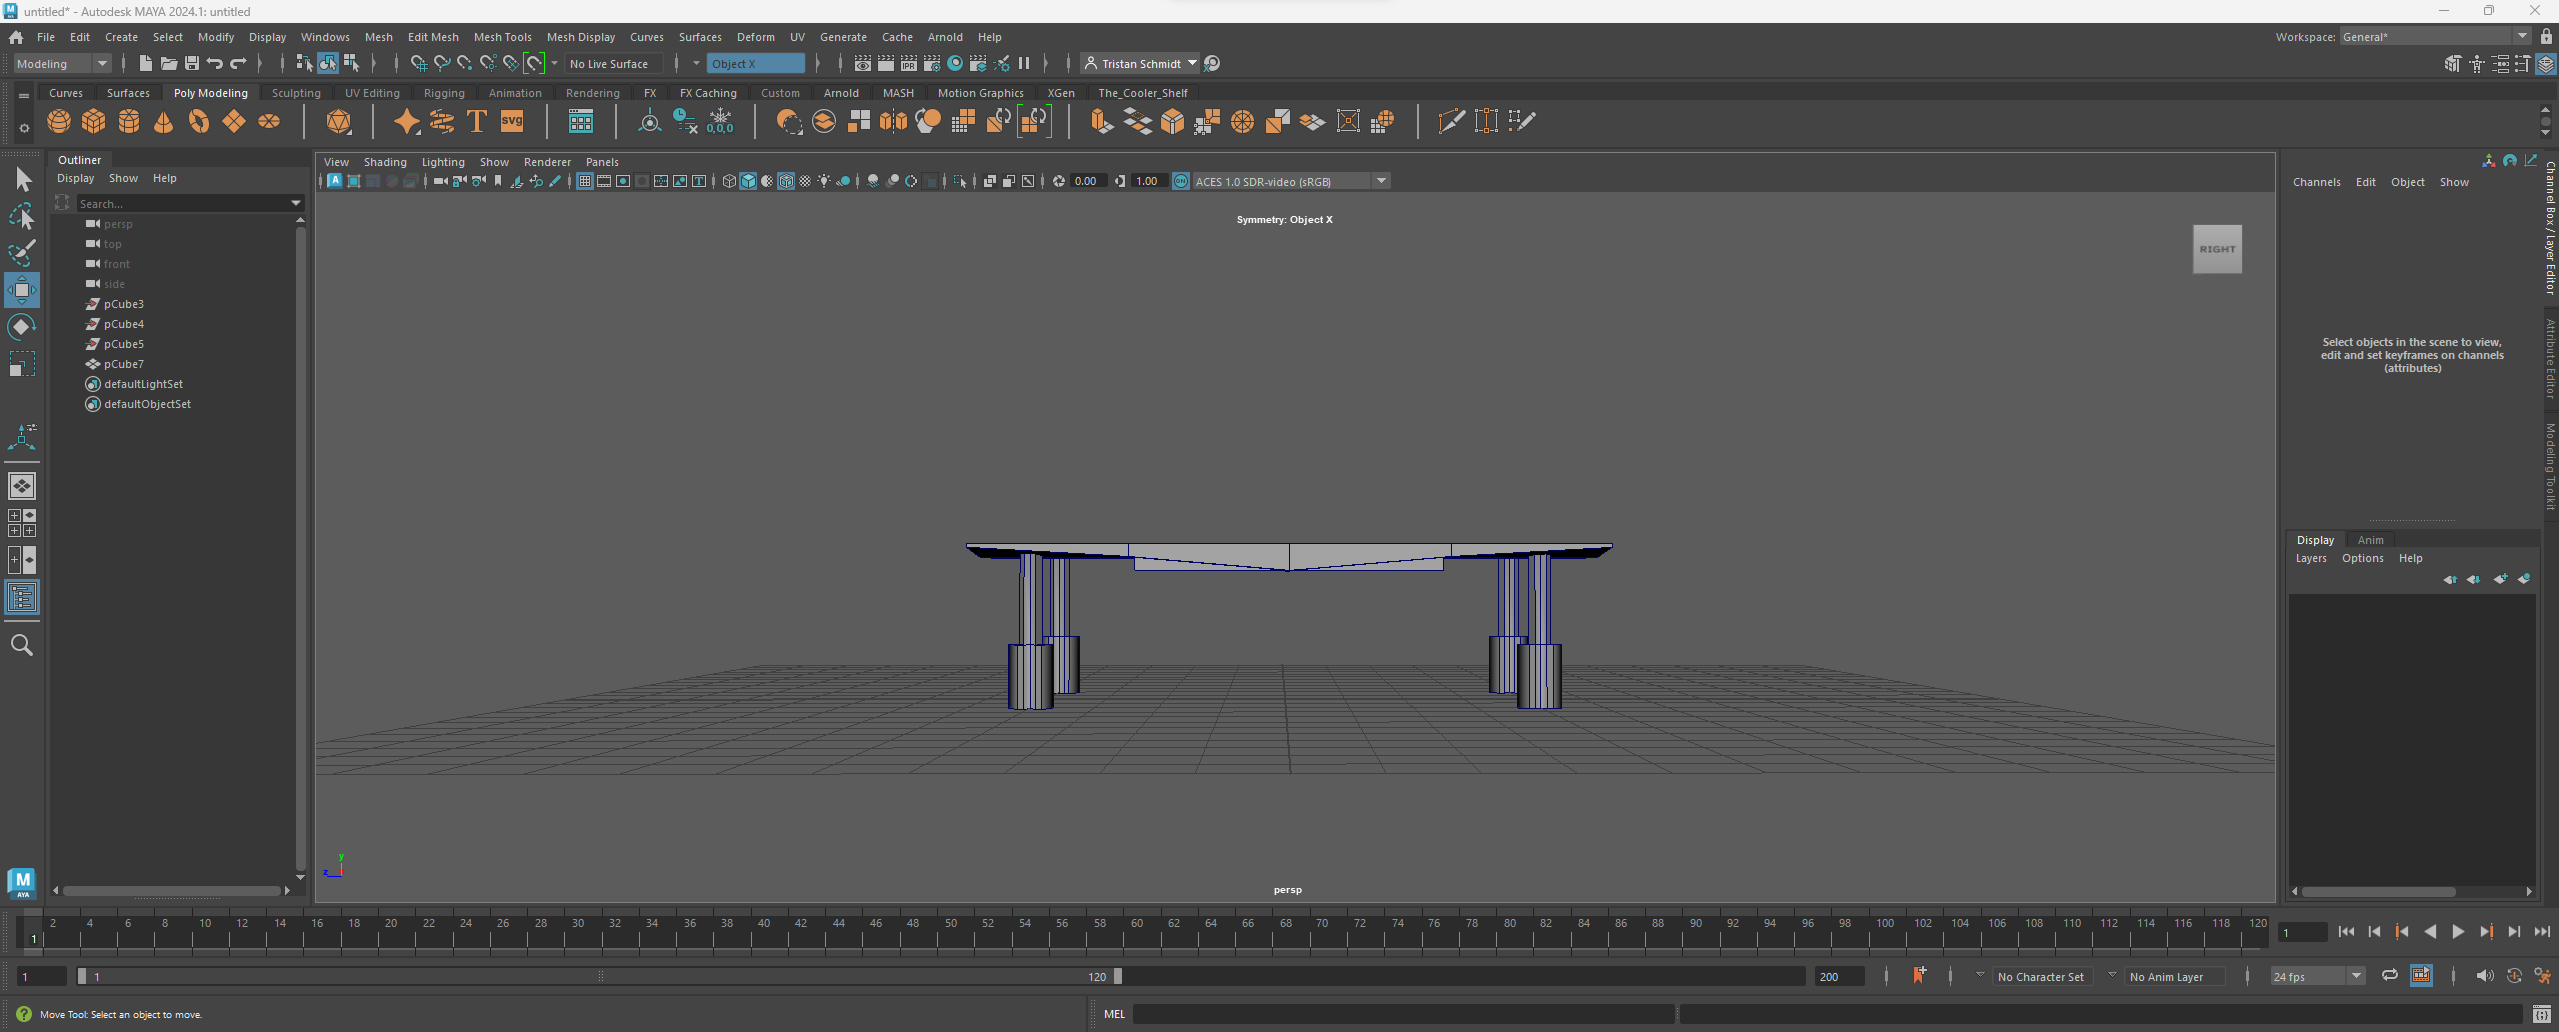 untitled* - Autodesk MAYA 2024.1: untitled
File Edit Create Select Modify Display Windows Mesh Edit Mesh Mesh Tools Mesh Display Curves Surfaces Deform UV Generate Cache Arnold Help
Workspace: General*
Modeling
No Live Surface
Object X
Tristan Schmidt
Curves Surfaces Poly Modeling Sculpting UV Editing Rigging Animation Rendering FX FX Caching Custom Arnold MASH Motion Graphics XGen The_Cooler_Shelf
Outliner
Display Show Help
Search...
persp
top
front
side
pCube3
pCube4
pCube5
pCube7
defaultLightSet
defaultObjectSet
View Shading Lighting Show Renderer Panels
0.00 1.00 ACES 1.0 SDR-video (sRGB)
Symmetry: Object X
RIGHT
persp
y
z
Channels Edit Object Show
Select objects in the scene to view,
edit and set keyframes on channels
(attributes)
Channel Box / Layer Editor
Attribute Editor
Modeling Toolkit
Display Anim
Layers Options Help
2 4 6 8 10 12 14 16 18 20 22 24 26 28 30 32 34 36 38 40 42 44 46 48 50 52 54 56 58 60 62 64 66 68 70 72 74 76 78 80 82 84 86 88 90 92 94 96 98 100 102 104 106 108 110 112 114 116 118 120
1
1
1 1 120 200
No Character Set
No Anim Layer
24 fps
Move Tool: Select an object to move.
MEL